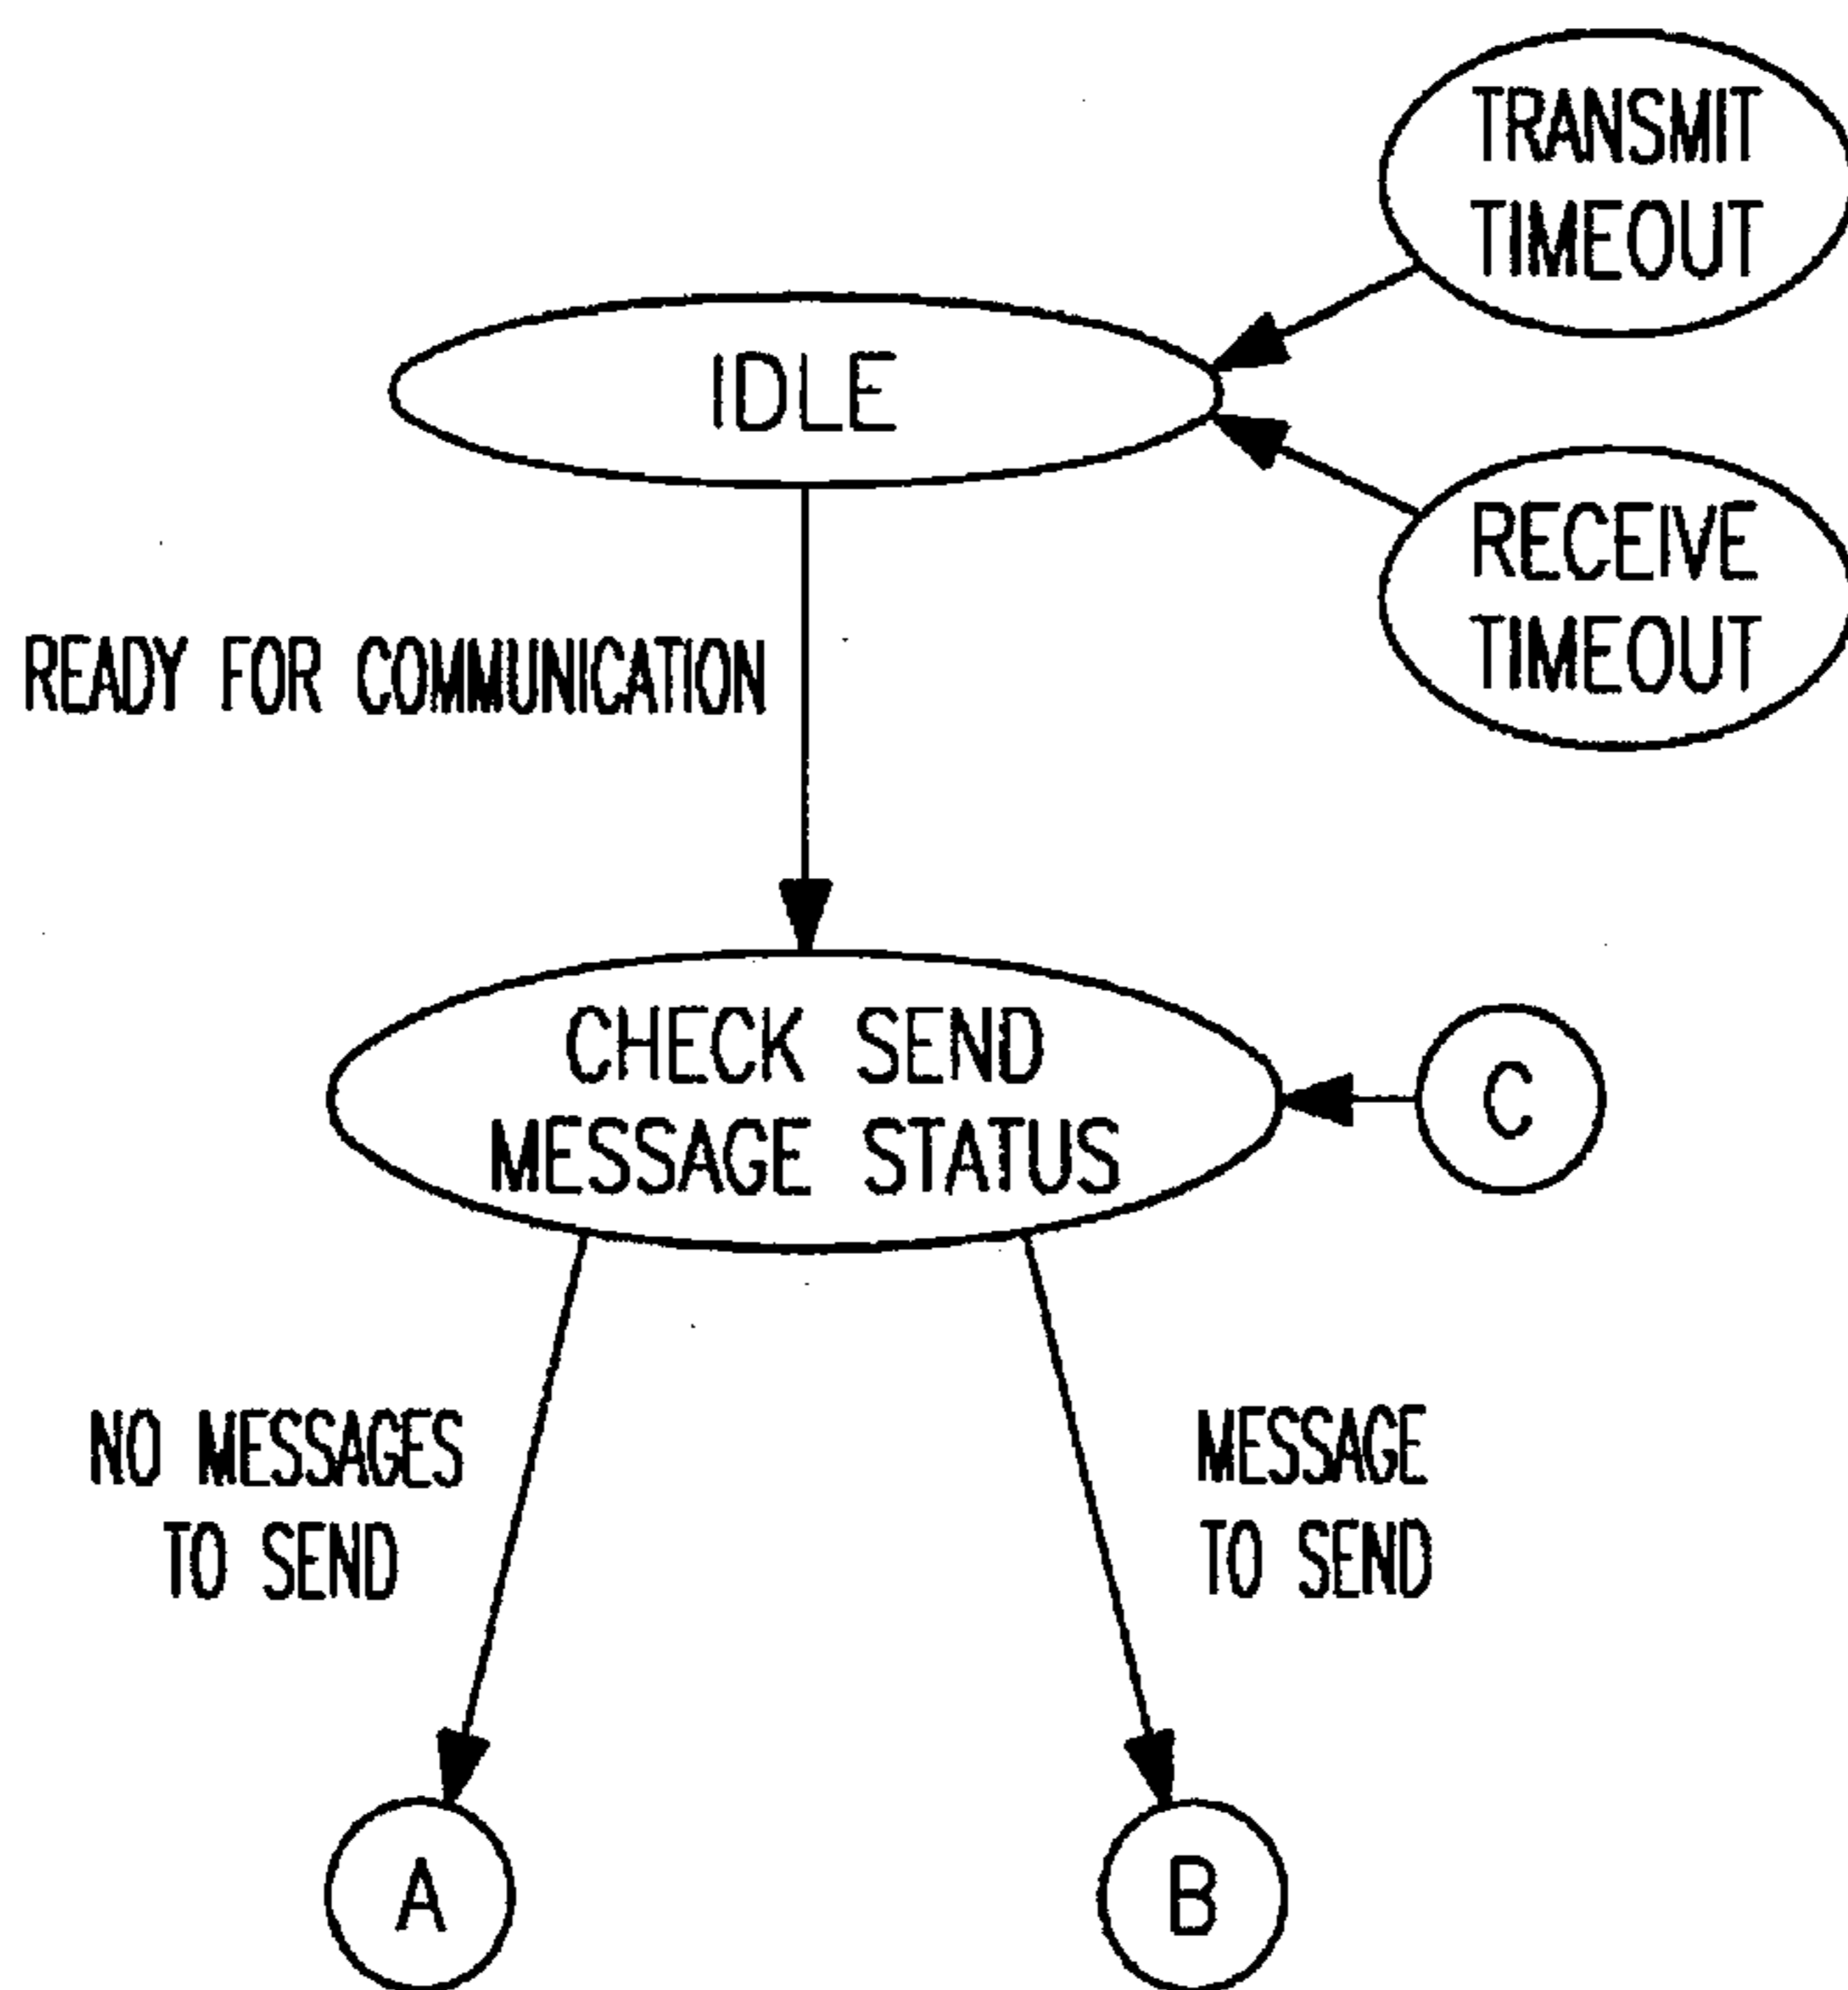 TRANSMIT
TIMEOUT
IDLE
RECEIVE
TIMEOUT
READY FOR COMMUNICATION
CHECK SEND
MESSAGE STATUS
C
NO MESSAGES
TO SEND
MESSAGE
TO SEND
A
B